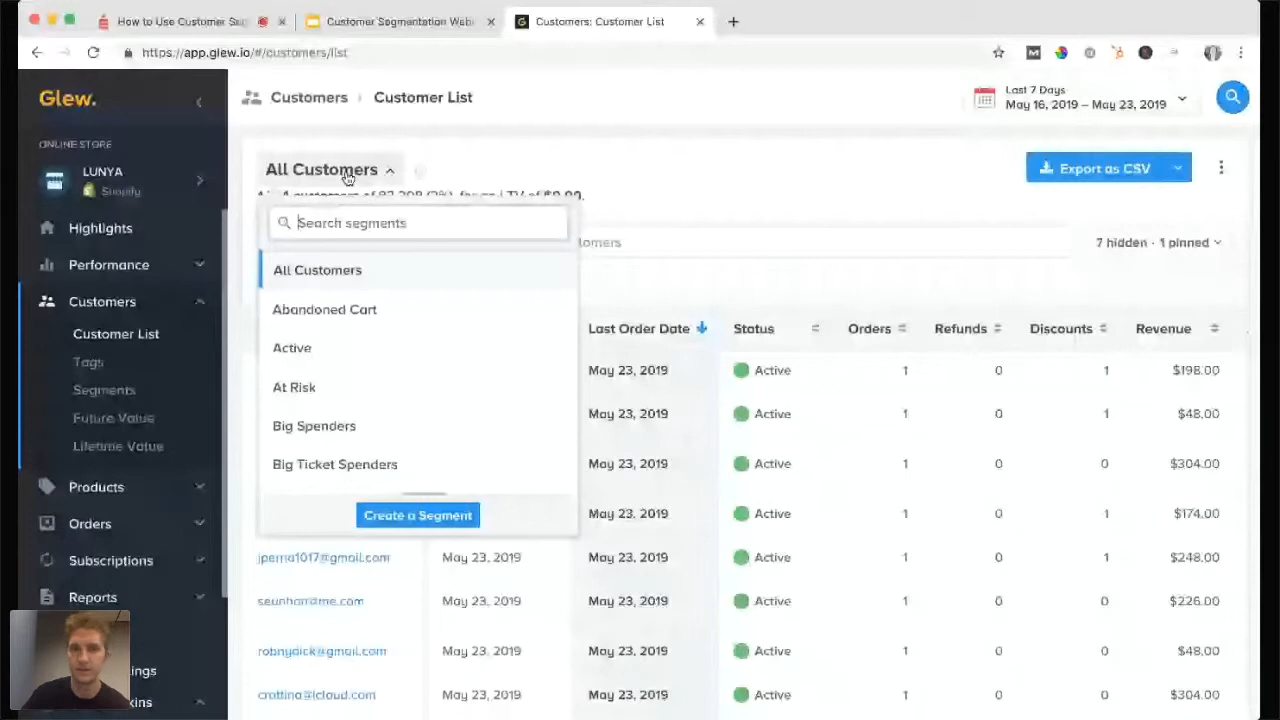 How to Use Customer Seg
Customer Segmentation Webi
Customers: Customer List
https://app.glew.io/#/customers/list
Glew.
Customers › Customer List
Last 7 Days
May 16, 2019 – May 23, 2019
ONLINE STORE
LUNYA
Shopify
Highlights
Performance
Customers
Customer List
Tags
Segments
Future Value
Lifetime Value
Products
Orders
Subscriptions
Reports
All Customers
Export as CSV
Search segments
7 hidden · 1 pinned
All Customers
Abandoned Cart
Active
At Risk
Big Spenders
Big Ticket Spenders
Create a Segment
Last Order Date Status Orders Refunds Discounts Revenue
May 23, 2019 Active 1 0 1 $198.00
May 23, 2019 Active 1 0 1 $48.00
May 23, 2019 Active 1 0 0 $304.00
May 23, 2019 Active 1 0 1 $174.00
May 23, 2019 May 23, 2019 Active 1 0 1 $248.00
May 23, 2019 May 23, 2019 Active 1 0 0 $226.00
May 23, 2019 May 23, 2019 Active 1 0 0 $48.00
May 23, 2019 May 23, 2019 Active 1 0 0 $304.00